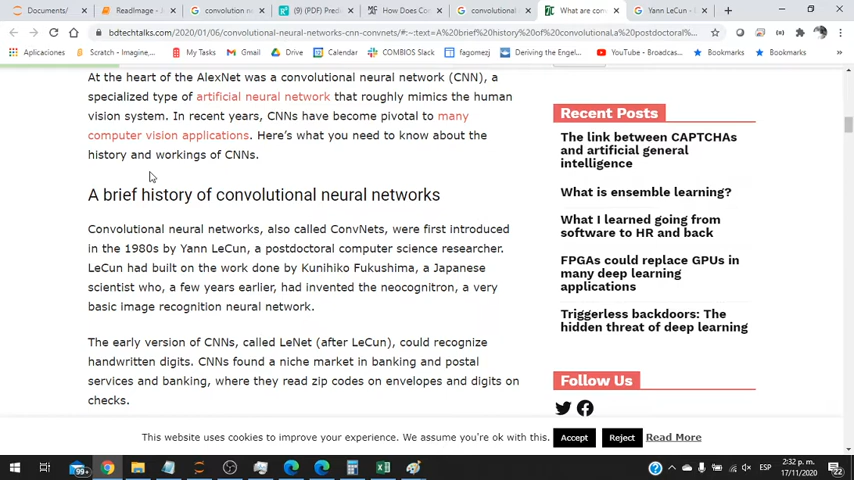 Documents/
ReadImage -
convolution n
(9) (PDF) Pred
How Does Co
convolutional
What are con
Yann LeCun -
bdtechtalks.com/2020/01/06/convolutional-neural-networks-cnn-convnets/#:~:text=A brief%20history%20of%20convolutional,a%20postdoctoral...
Aplicaciones
Scratch - Imagine,...
My Tasks
Gmail
Drive
Calendar
COMBIOS Slack
fagomezj
Deriving the Engel...
YouTube - Broadcas...
Bookmarks
Bookmarks
At the heart of the AlexNet was a convolutional neural network (CNN), a
specialized type of artificial neural network that roughly mimics the human
vision system. In recent years, CNNs have become pivotal to many
computer vision applications. Here's what you need to know about the
history and workings of CNNs.
A brief history of convolutional neural networks
Convolutional neural networks, also called ConvNets, were first introduced
in the 1980s by Yann LeCun, a postdoctoral computer science researcher.
LeCun had built on the work done by Kunihiko Fukushima, a Japanese
scientist who, a few years earlier, had invented the neocognitron, a very
basic image recognition neural network.
The early version of CNNs, called LeNet (after LeCun), could recognize
handwritten digits. CNNs found a niche market in banking and postal
services and banking, where they read zip codes on envelopes and digits on
checks.
Recent Posts
The link between CAPTCHAs
and artificial general
intelligence
What is ensemble learning?
What I learned going from
software to HR and back
FPGAs could replace GPUs in
many deep learning
applications
Triggerless backdoors: The
hidden threat of deep learning
Follow Us
This website uses cookies to improve your experience. We assume you're ok with this.
Accept
Reject
Read More
99+
ESP
2:32 p. m.
17/11/2020
22